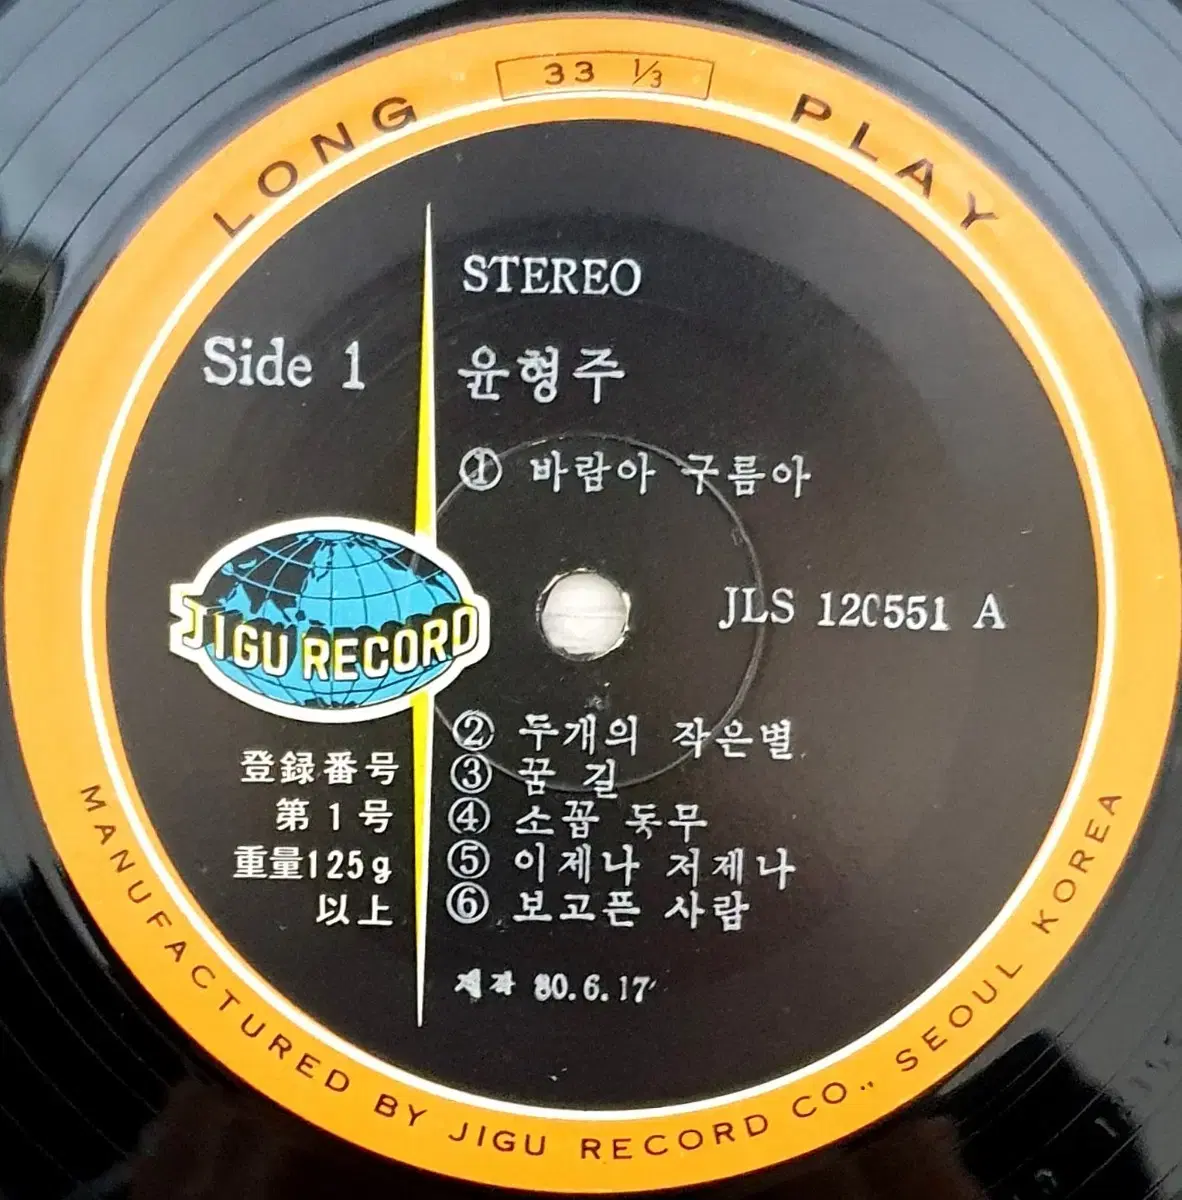 33 1/3
LONG PLAY
STEREO
Side 1
윤형주
① 바람아 구름아
JIGU RECORD
JLS 120551 A
② 두개의 작은별
③ 꿈 길
④ 소꼽 동무
⑤ 이제나 저제나
⑥ 보고픈 사람
登録番号
第1号
重量125g
以上
제작 80.6.17
MANUFACTURED BY JIGU RECORD CO., SEOUL KOREA